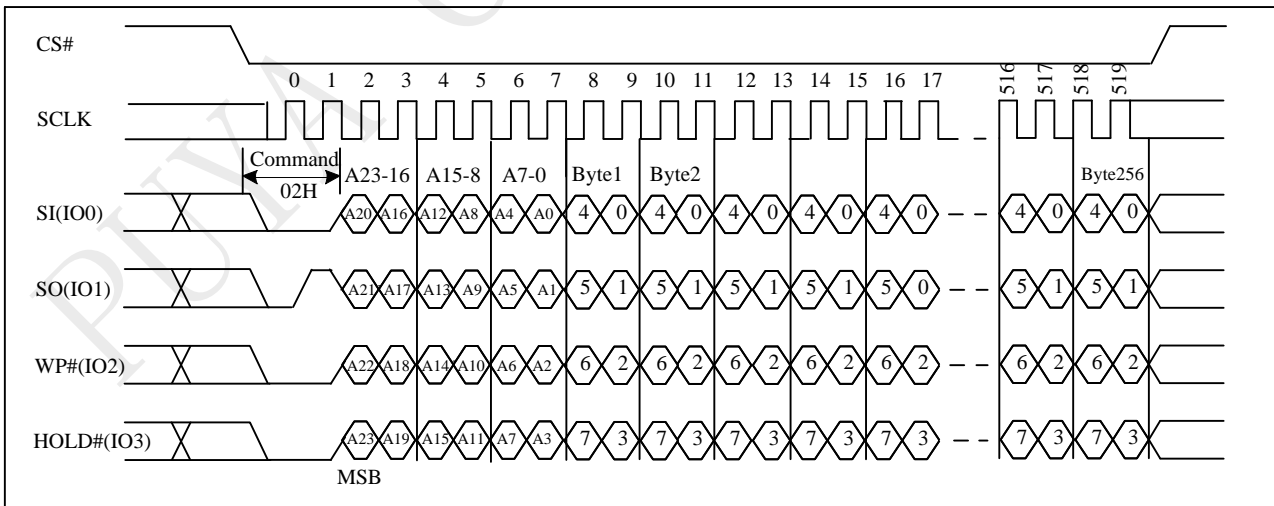 PUYA
CS#
0 1 2 3 4 5 6 7 8 9 10 11 12 13 14 15 16 17 516 517 518 519
SCLK
Command
02H
A23-16 A15-8 A7-0 Byte1 Byte2 Byte256
SI(IO0) A20 A16 A12 A8 A4 A0 4 0 4 0 4 0 4 0 4 0 4 0 4 0
SO(IO1) A21 A17 A13 A9 A5 A1 5 1 5 1 5 1 5 1 5 0 5 1 5 1
WP#(IO2) A22 A18 A14 A10 A6 A2 6 2 6 2 6 2 6 2 6 2 6 2 6 2
HOLD#(IO3) A23 A19 A15 A11 A7 A3 7 3 7 3 7 3 7 3 7 3 7 3 7 3
MSB